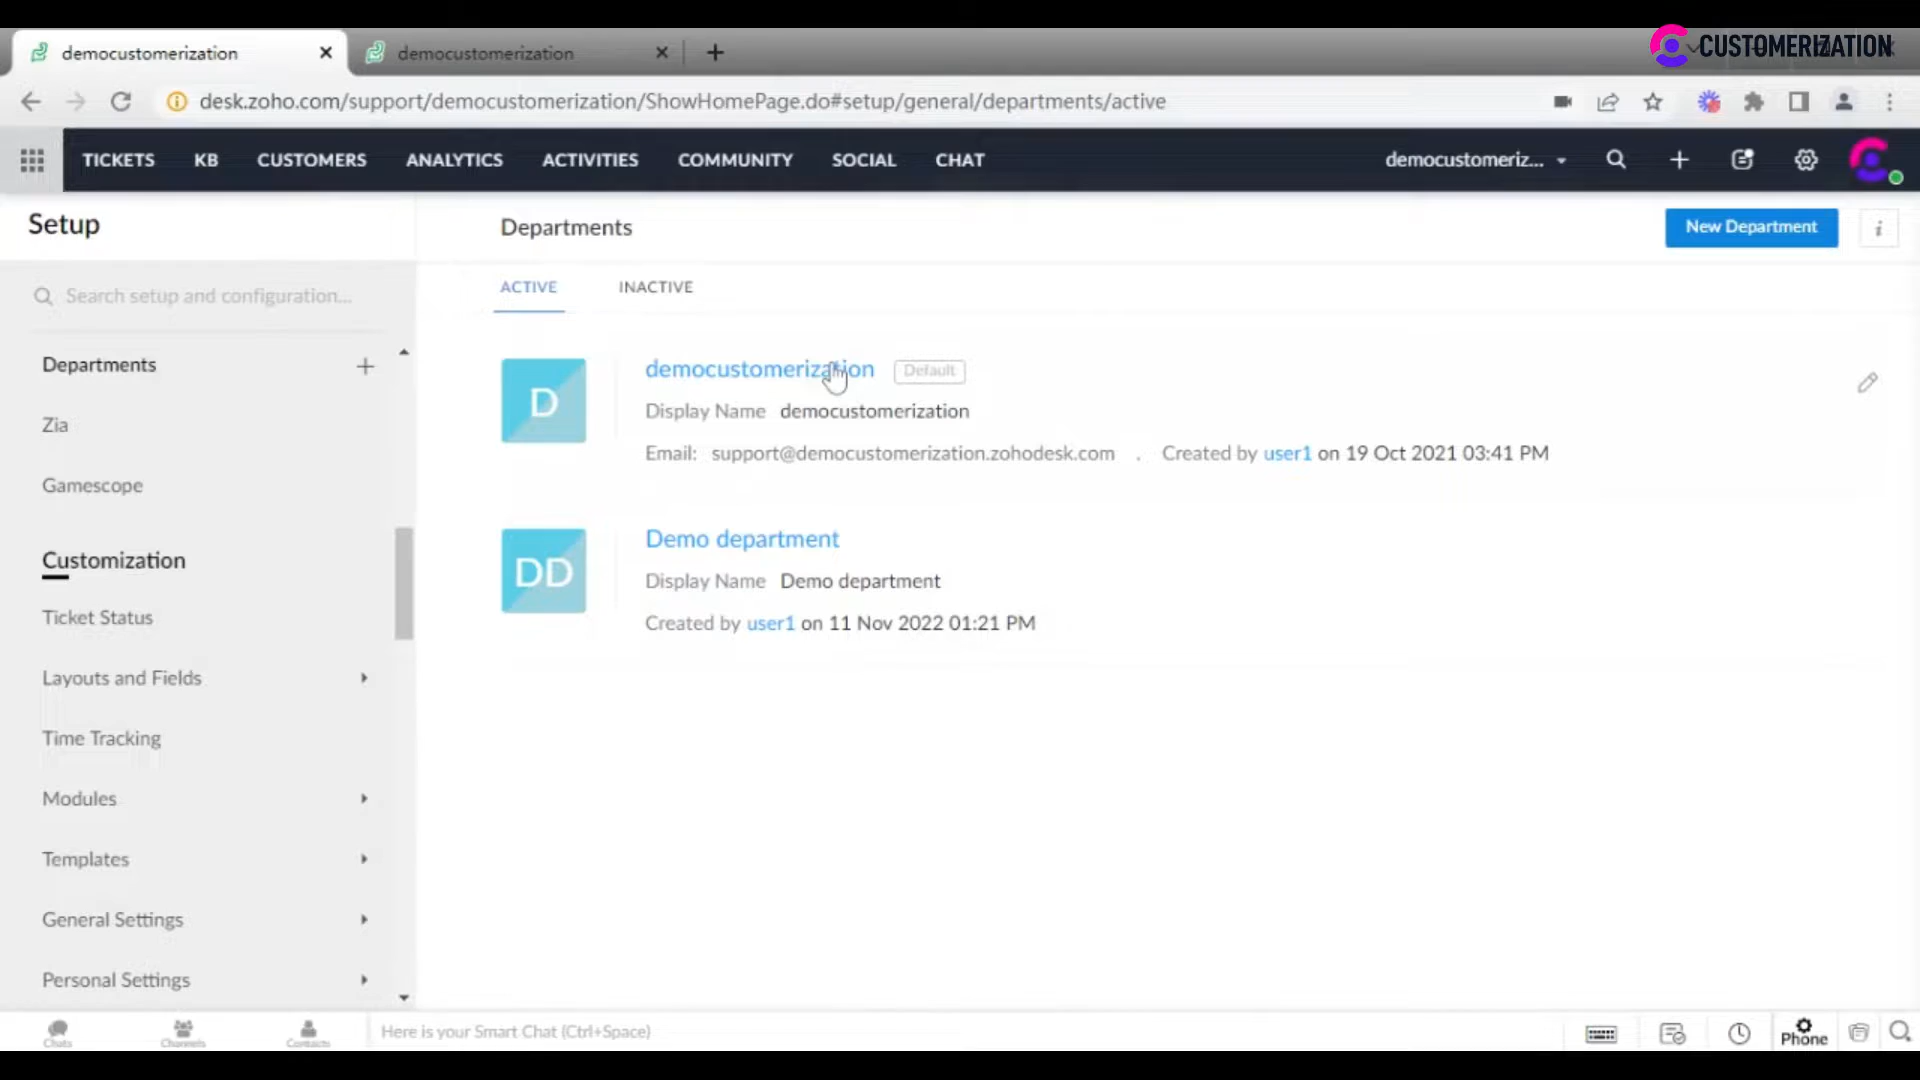 democustomerization
democustomerization
CUSTOMERIZATION
desk.zoho.com/support/democustomerization/ShowHomePage.do#setup/general/departments/active
TICKETS KB CUSTOMERS ANALYTICS ACTIVITIES COMMUNITY SOCIAL CHAT democustomeriz...
Setup
Departments
New Department
i
Search setup and configuration...
ACTIVE INACTIVE
Departments
Zia
Gamescope
Customization
Ticket Status
Layouts and Fields
Time Tracking
Modules
Templates
General Settings
Personal Settings
D
democustomerization Default
Display Name democustomerization
Email: support@democustomerization.zohodesk.com . Created by user1 on 19 Oct 2021 03:41 PM
DD
Demo department
Display Name Demo department
Created by user1 on 11 Nov 2022 01:21 PM
Chats Channels Contacts Here is your Smart Chat (Ctrl+Space) Phone